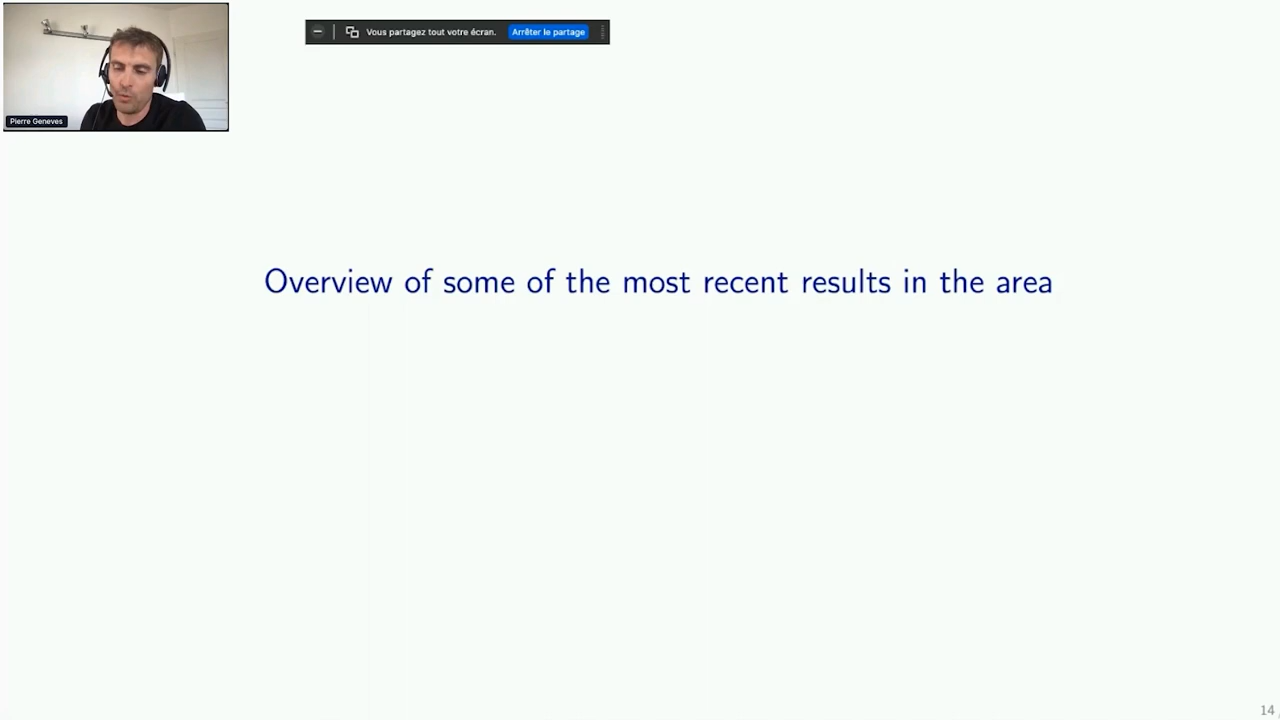 Vous partagez tout votre écran. Arrêter le partage
Pierre Geneves
Overview of some of the most recent results in the area
14